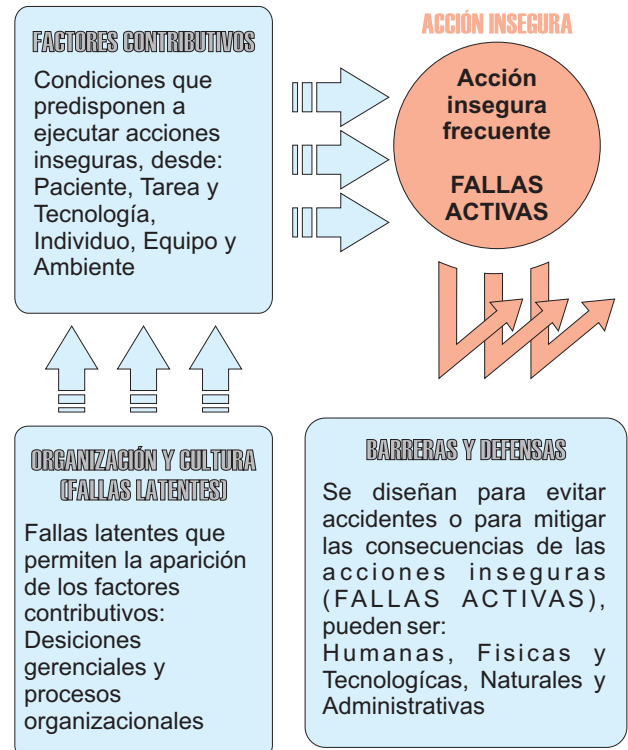 FACTORES CONTRIBUTIVOS
Condiciones que
predisponen a
ejecutar acciones
inseguras, desde:
Paciente, Tarea y
Tecnología,
Individuo, Equipo y
Ambiente
ACCIÓN INSEGURA
Acción
insegura
frecuente
FALLAS
ACTIVAS
ORGANIZACIÓN Y CULTURA
(FALLAS LATENTES)
Fallas latentes que
permiten la aparición
de los factores
contributivos:
Desiciones
gerenciales y
procesos
organizacionales
BARRERAS Y DEFENSAS
Se diseñan para evitar
accidentes o para mitigar
las consecuencias de las
acciones inseguras
(FALLAS ACTIVAS),
pueden ser:
Humanas, Fisicas y
Tecnologícas, Naturales y
Administrativas